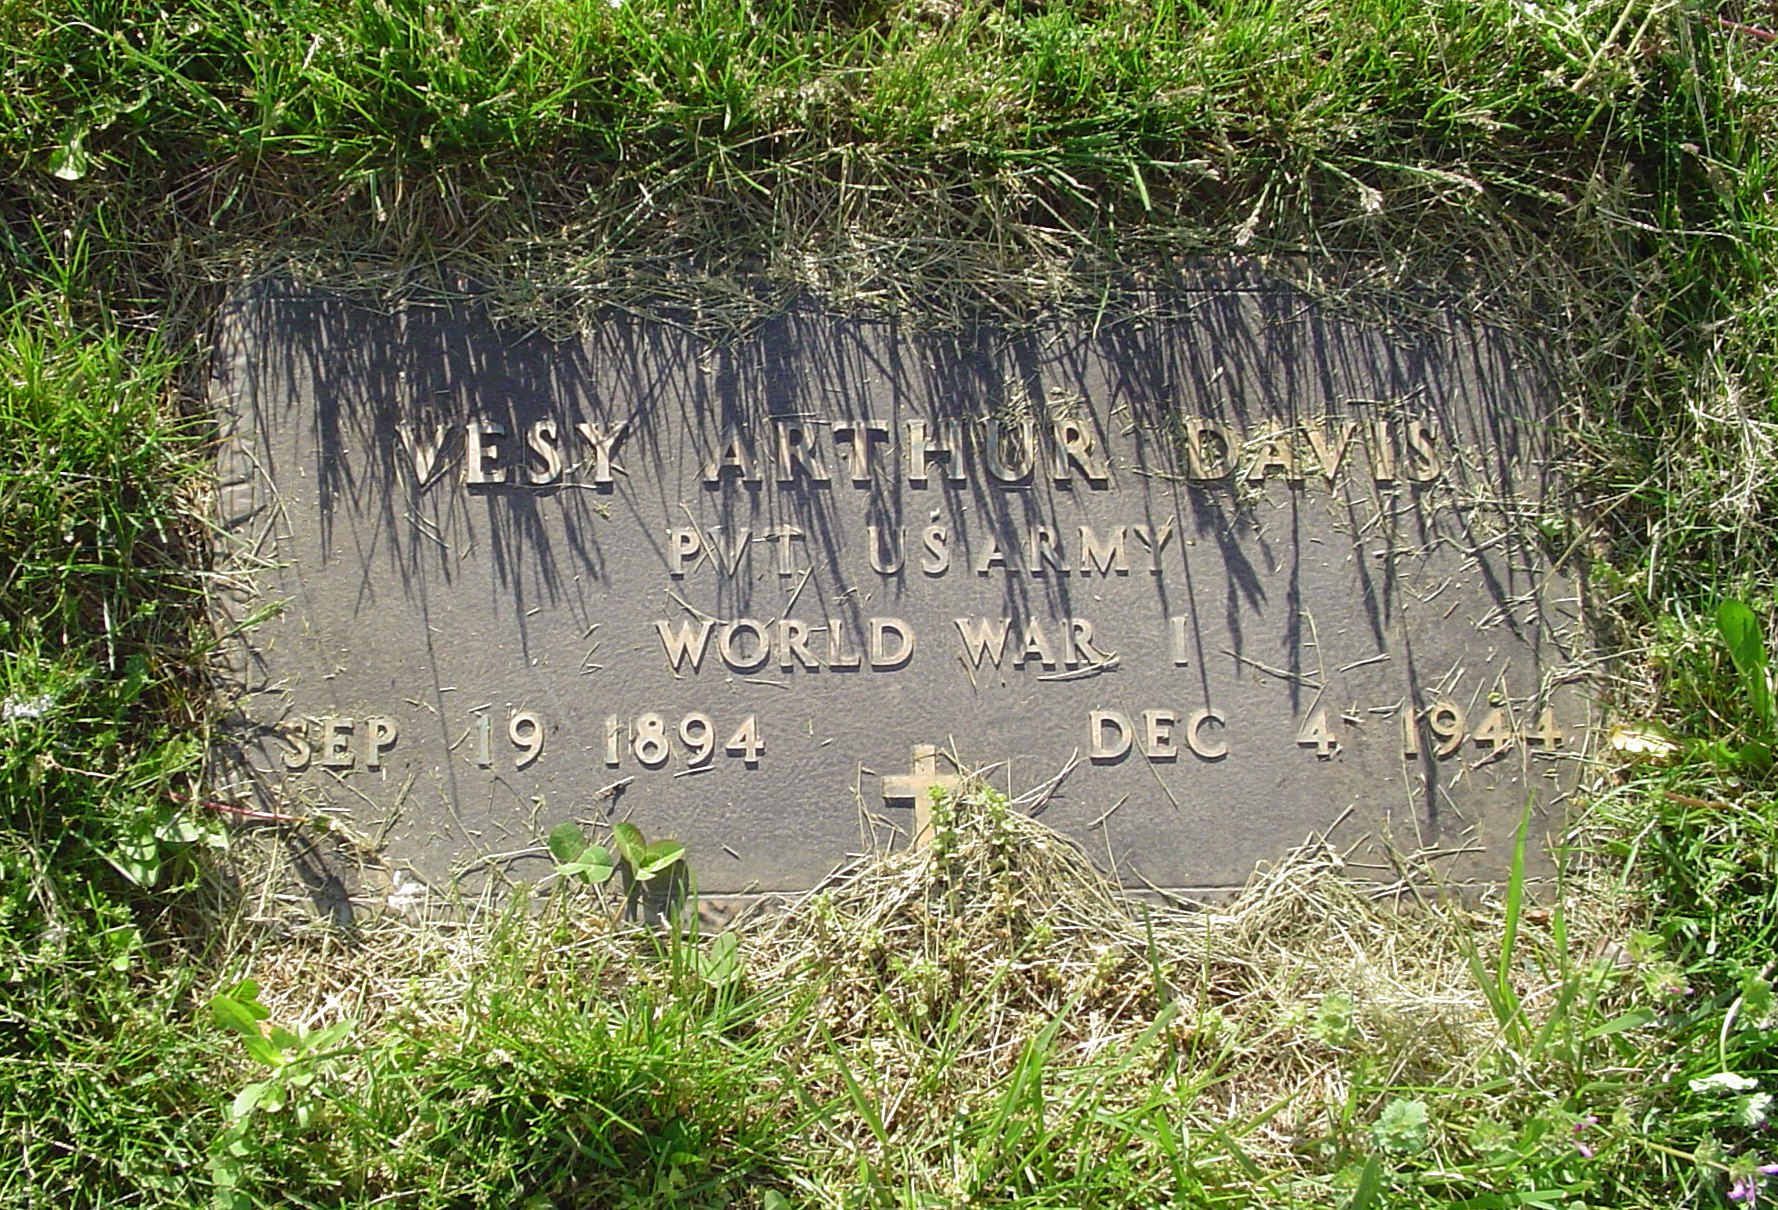 VESY ARTHUR DAVIS
PVT US ARMY
WORLD WAR I
SEP 19 1894 DEC 4 1944